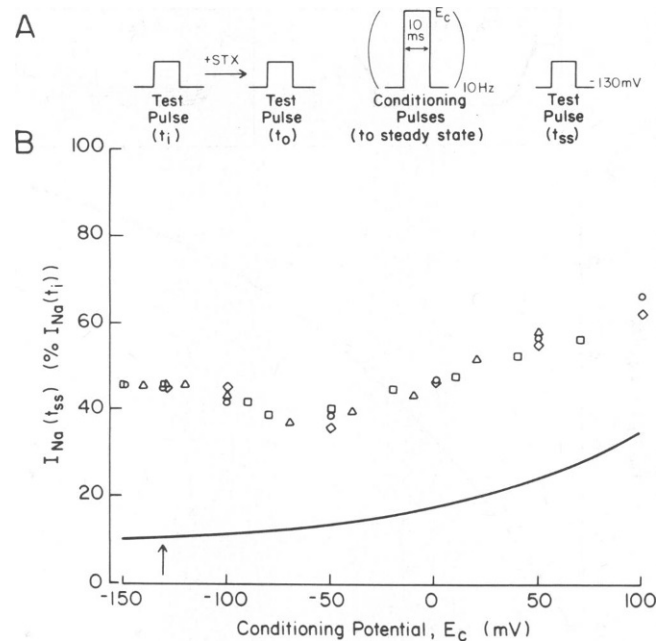 A
10
ms
E_c
+STX
10Hz
-130mV
Test
Pulse
(t_i)
Test
Pulse
(t_o)
Conditioning
Pulses
(to steady state)
Test
Pulse
(t_ss)
B
I_Na(t_ss) (% I_Na(t_i))
100
80
60
40
20
0
-150
-100
-50
0
50
100
Conditioning Potential, E_c (mV)